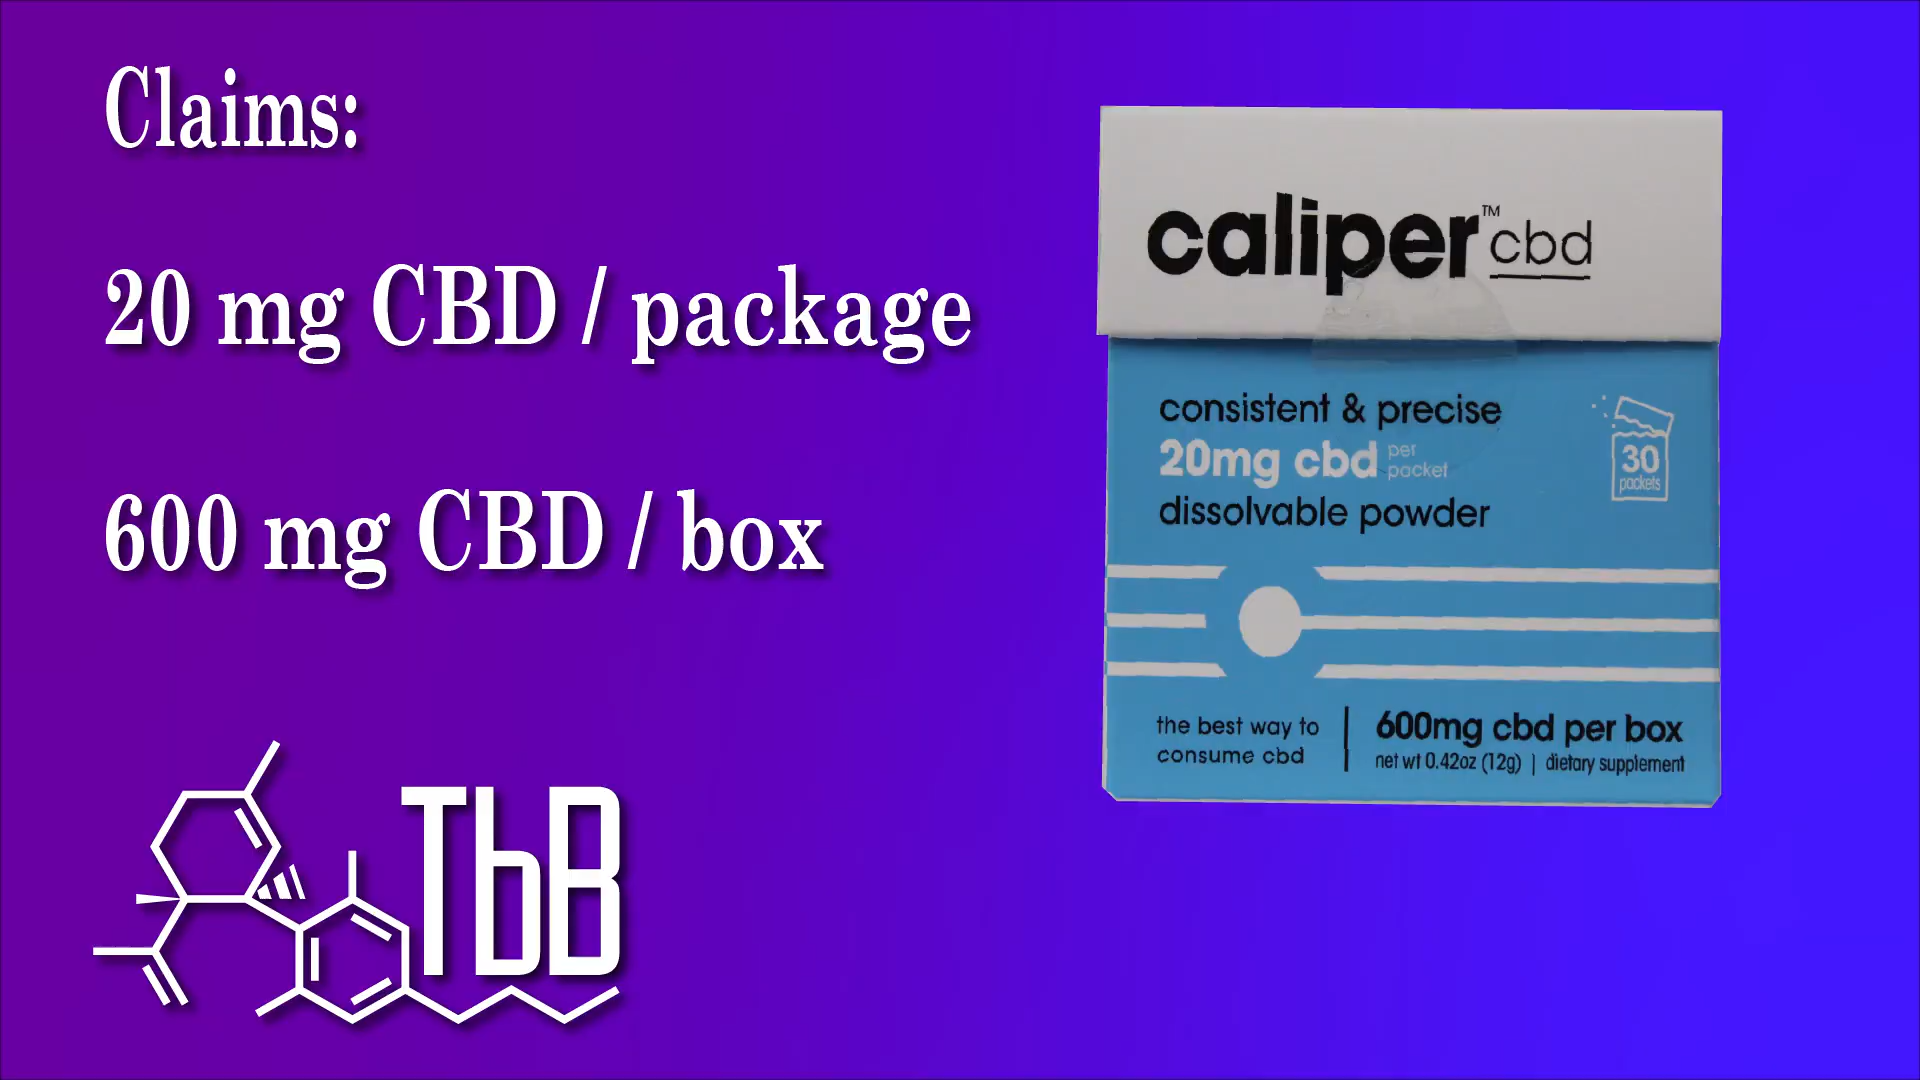 Claims:
20 mg CBD / package
600 mg CBD / box
TbB
caliper™ cbd
consistent & precise
20mg cbd per packet
dissolvable powder
30
packets
the best way to
consume cbd
600mg cbd per box
net wt 0.42oz (12g) | dietary supplement